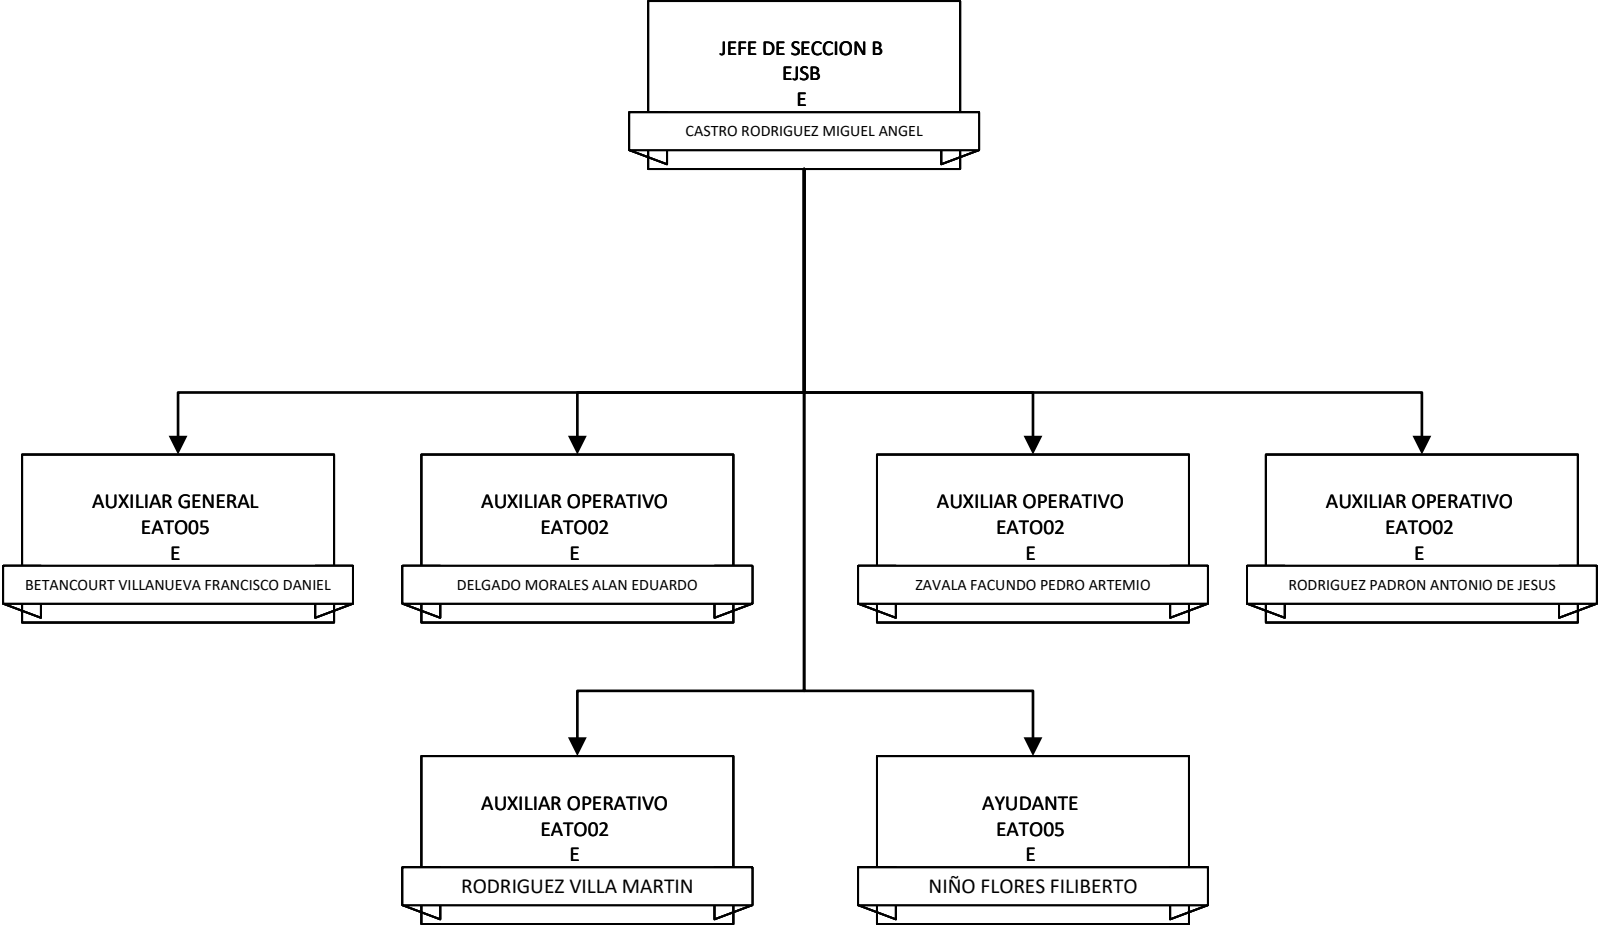 JEFE DE SECCION B
EJSB
E
CASTRO RODRIGUEZ MIGUEL ANGEL
AUXILIAR GENERAL
EATO05
E
BETANCOURT VILLANUEVA FRANCISCO DANIEL
AUXILIAR OPERATIVO
EATO02
E
DELGADO MORALES ALAN EDUARDO
AUXILIAR OPERATIVO
EATO02
E
ZAVALA FACUNDO PEDRO ARTEMIO
AUXILIAR OPERATIVO
EATO02
E
RODRIGUEZ PADRON ANTONIO DE JESUS
AUXILIAR OPERATIVO
EATO02
E
RODRIGUEZ VILLA MARTIN
AYUDANTE
EATO05
E
NIÑO FLORES FILIBERTO